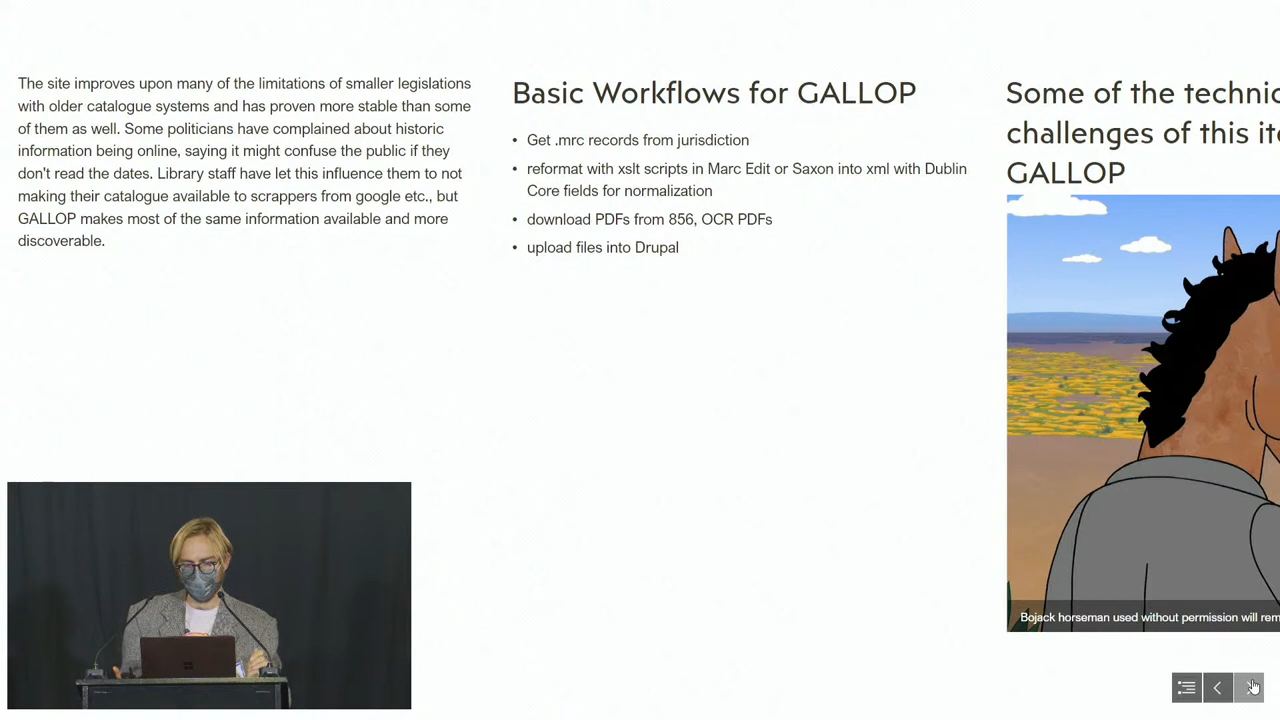 The site improves upon many of the limitations of smaller legislations
with older catalogue systems and has proven more stable than some
of them as well. Some politicians have complained about historic
information being online, saying it might confuse the public if they
don't read the dates. Library staff have let this influence them to not
making their catalogue available to scrappers from google etc., but
GALLOP makes most of the same information available and more
discoverable.
Basic Workflows for GALLOP
• Get .mrc records from jurisdiction
• reformat with xslt scripts in Marc Edit or Saxon into xml with Dublin
Core fields for normalization
• download PDFs from 856, OCR PDFs
• upload files into Drupal
Some of the technic
challenges of this ite
GALLOP
Bojack horseman used without permission will rem